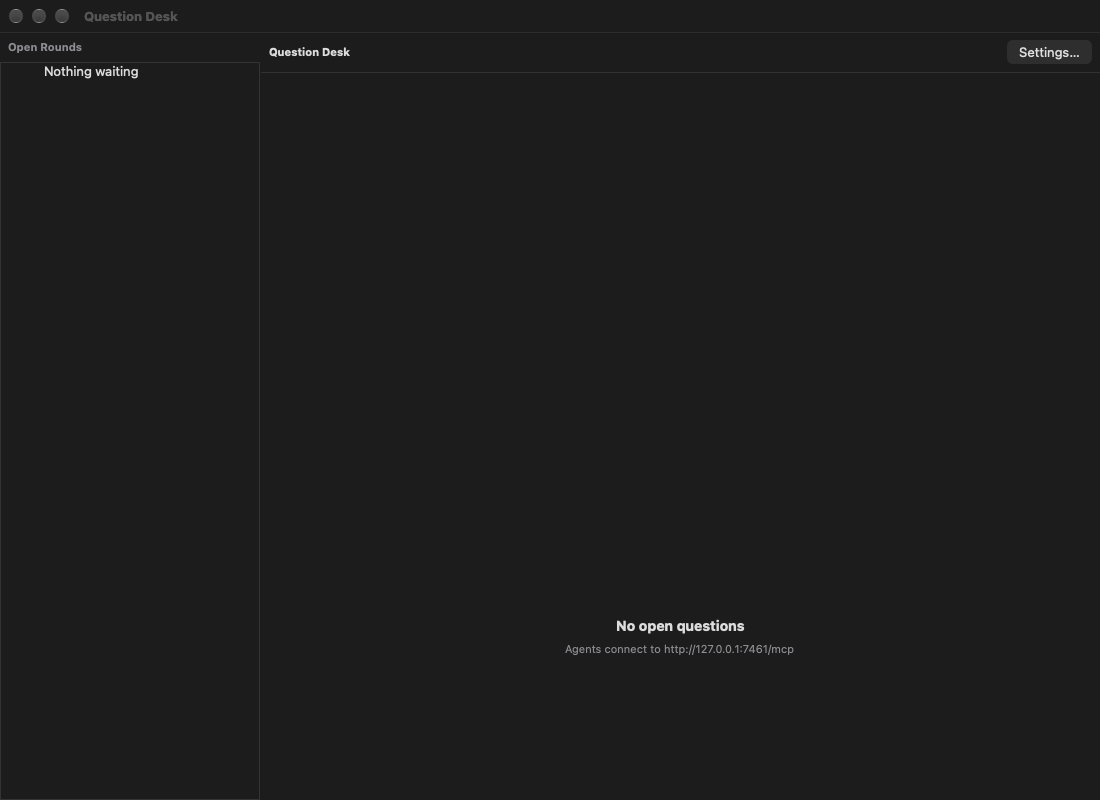 Question Desk
Open Rounds
Nothing waiting
Question Desk
Settings...
No open questions
Agents connect to http://127.0.0.1:7461/mcp